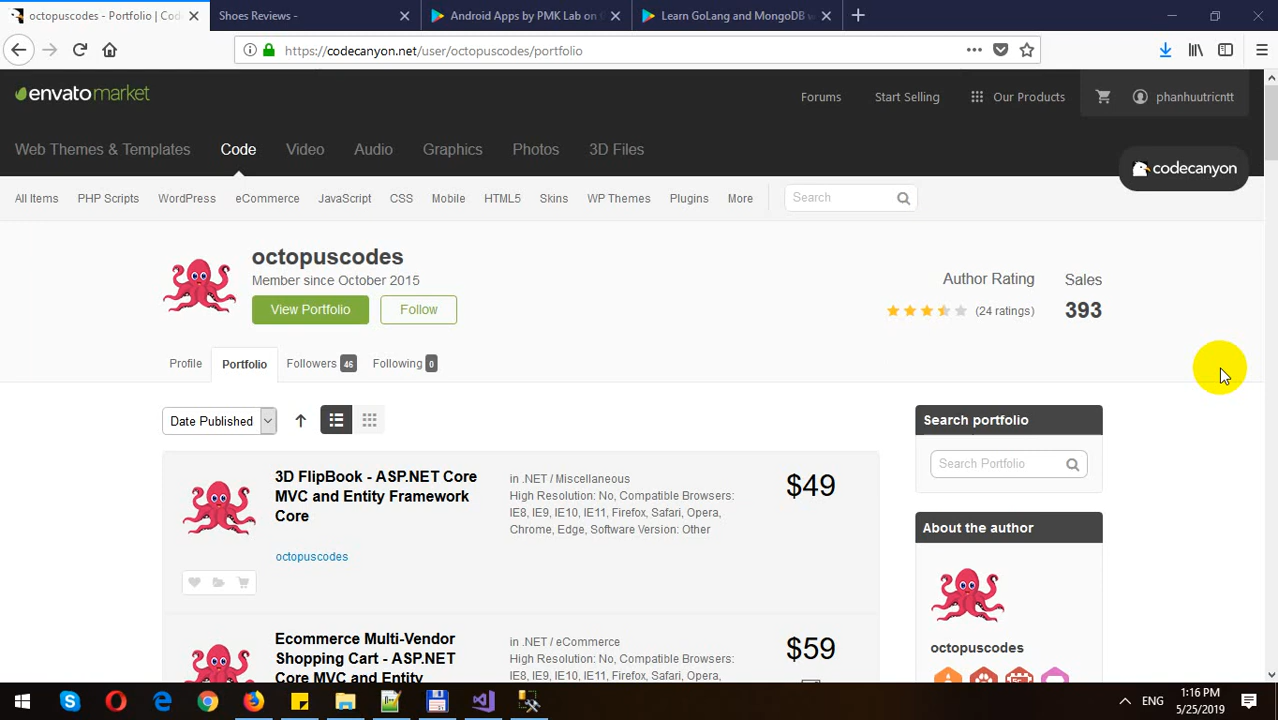 octopuscodes - Portfolio | Code
Shoes Reviews -
Android Apps by PMK Lab on
Learn GoLang and MongoDB w
https://codecanyon.net/user/octopuscodes/portfolio
envato market
Forums
Start Selling
Our Products
phanhuutricntt
Web Themes & Templates
Code
Video
Audio
Graphics
Photos
3D Files
codecanyon
All Items
PHP Scripts
WordPress
eCommerce
JavaScript
CSS
Mobile
HTML5
Skins
WP Themes
Plugins
More
Search
octopuscodes
Member since October 2015
View Portfolio
Follow
Author Rating
(24 ratings)
Sales
393
Profile
Portfolio
Followers 46
Following 0
Date Published
3D FlipBook - ASP.NET Core
MVC and Entity Framework
Core
octopuscodes
in .NET / Miscellaneous
High Resolution: No, Compatible Browsers:
IE8, IE9, IE10, IE11, Firefox, Safari, Opera,
Chrome, Edge, Software Version: Other
$49
Ecommerce Multi-Vendor
Shopping Cart - ASP.NET
Core MVC and Entity
in .NET / eCommerce
High Resolution: No, Compatible Browsers:
IE8, IE9, IE10, IE11, Firefox, Safari, Opera,
$59
Search portfolio
Search Portfolio
About the author
octopuscodes
ENG
1:16 PM
5/25/2019